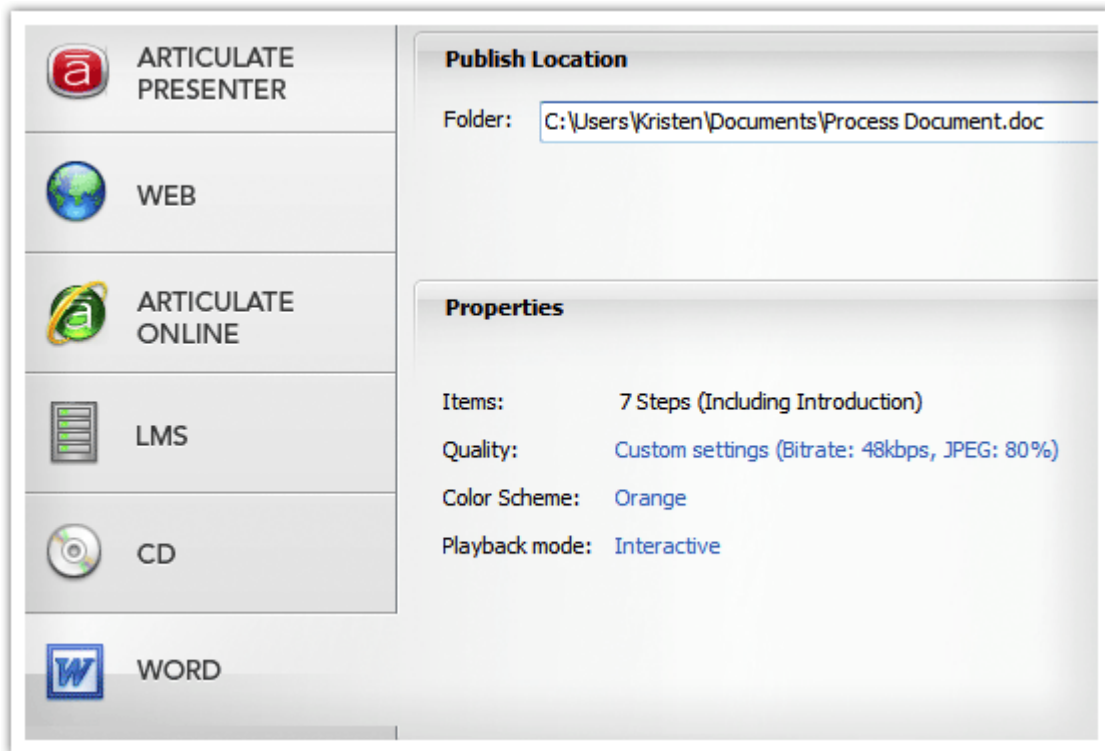 ARTICULATE
PRESENTER
WEB
ARTICULATE
ONLINE
LMS
CD
WORD
Publish Location
Folder: C:\Users\Kristen\Documents\Process Document.doc
Properties
Items: 7 Steps (Including Introduction)
Quality: Custom settings (Bitrate: 48kbps, JPEG: 80%)
Color Scheme: Orange
Playback mode: Interactive